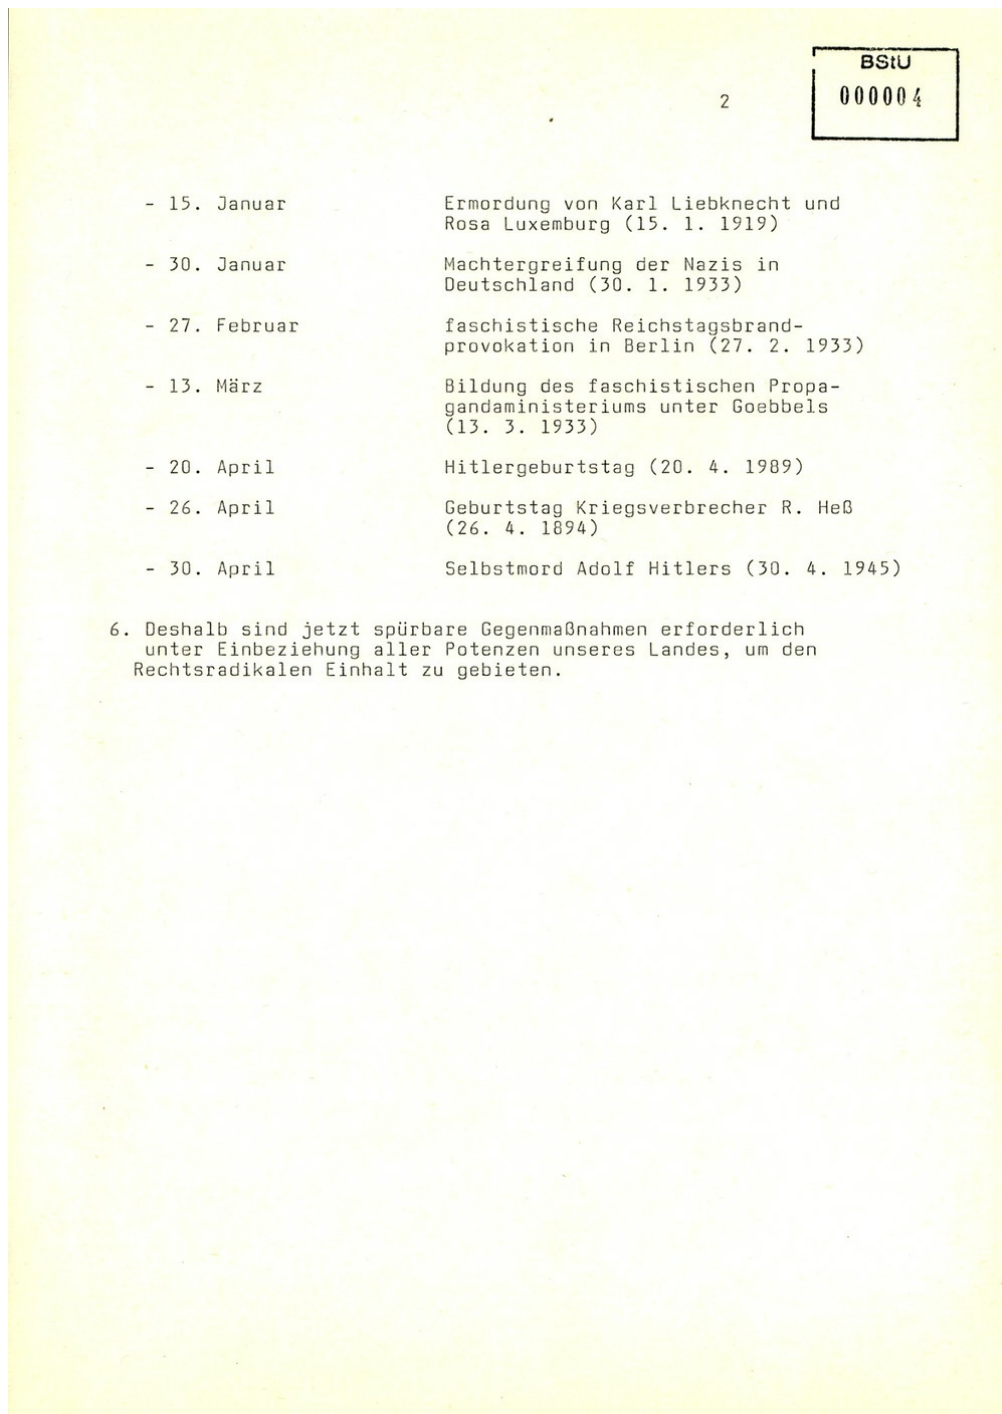 BStU
000004
2
- 15. Januar Ermordung von Karl Liebknecht und
Rosa Luxemburg (15. 1. 1919)
- 30. Januar Machtergreifung der Nazis in
Deutschland (30. 1. 1933)
- 27. Februar faschistische Reichstagsbrand-
provokation in Berlin (27. 2. 1933)
- 13. März Bildung des faschistischen Propa-
gandaministeriums unter Goebbels
(13. 3. 1933)
- 20. April Hitlergeburtstag (20. 4. 1989)
- 26. April Geburtstag Kriegsverbrecher R. Heß
(26. 4. 1894)
- 30. April Selbstmord Adolf Hitlers (30. 4. 1945)
6. Deshalb sind jetzt spürbare Gegenmaßnahmen erforderlich
unter Einbeziehung aller Potenzen unseres Landes, um den
Rechtsradikalen Einhalt zu gebieten.